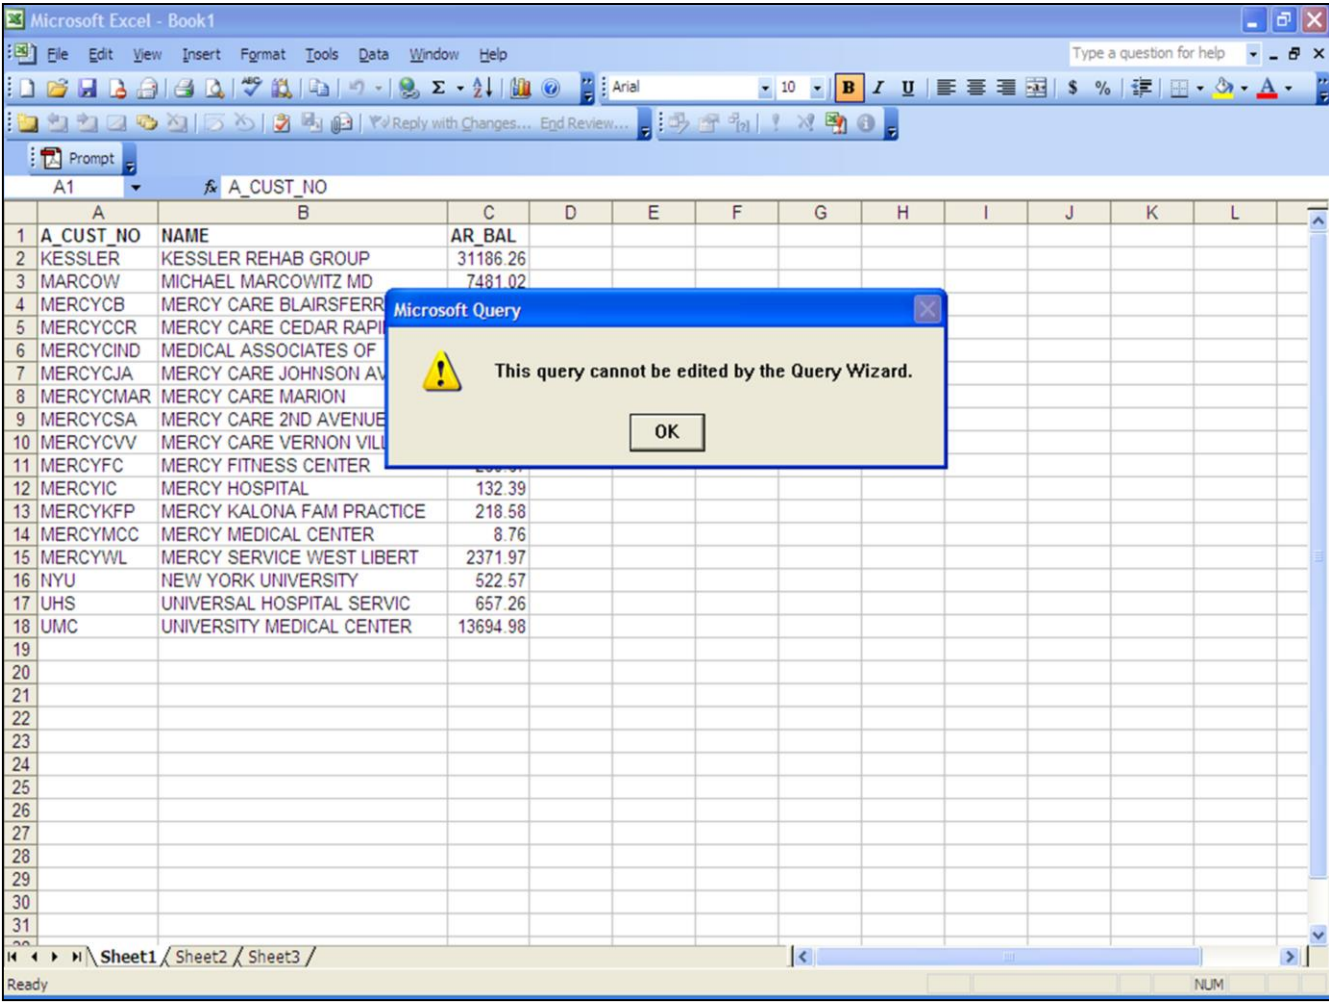 Microsoft Excel - Book1
File Edit View Insert Format Tools Data Window Help Type a question for help
Arial 10 B I U $ %
Reply with Changes... End Review...
Prompt
A1 fx A_CUST_NO
A B C D E F G H I J K L
1 A_CUST_NO NAME AR_BAL
2 KESSLER KESSLER REHAB GROUP 31186.26
3 MARCOW MICHAEL MARCOWITZ MD 7481.02
4 MERCYCB MERCY CARE BLAIRSFERR
5 MERCYCCR MERCY CARE CEDAR RAPI
6 MERCYCIND MEDICAL ASSOCIATES OF
7 MERCYCJA MERCY CARE JOHNSON AV
8 MERCYCMAR MERCY CARE MARION
9 MERCYCSA MERCY CARE 2ND AVENUE
10 MERCYCVV MERCY CARE VERNON VILL
11 MERCYFC MERCY FITNESS CENTER
12 MERCYIC MERCY HOSPITAL 132.39
13 MERCYKFP MERCY KALONA FAM PRACTICE 218.58
14 MERCYMCC MERCY MEDICAL CENTER 8.76
15 MERCYWL MERCY SERVICE WEST LIBERT 2371.97
16 NYU NEW YORK UNIVERSITY 522.57
17 UHS UNIVERSAL HOSPITAL SERVIC 657.26
18 UMC UNIVERSITY MEDICAL CENTER 13694.98
19
20
21
22
23
24
25
26
27
28
29
30
31
Microsoft Query
This query cannot be edited by the Query Wizard.
OK
Sheet1 Sheet2 Sheet3
Ready NUM